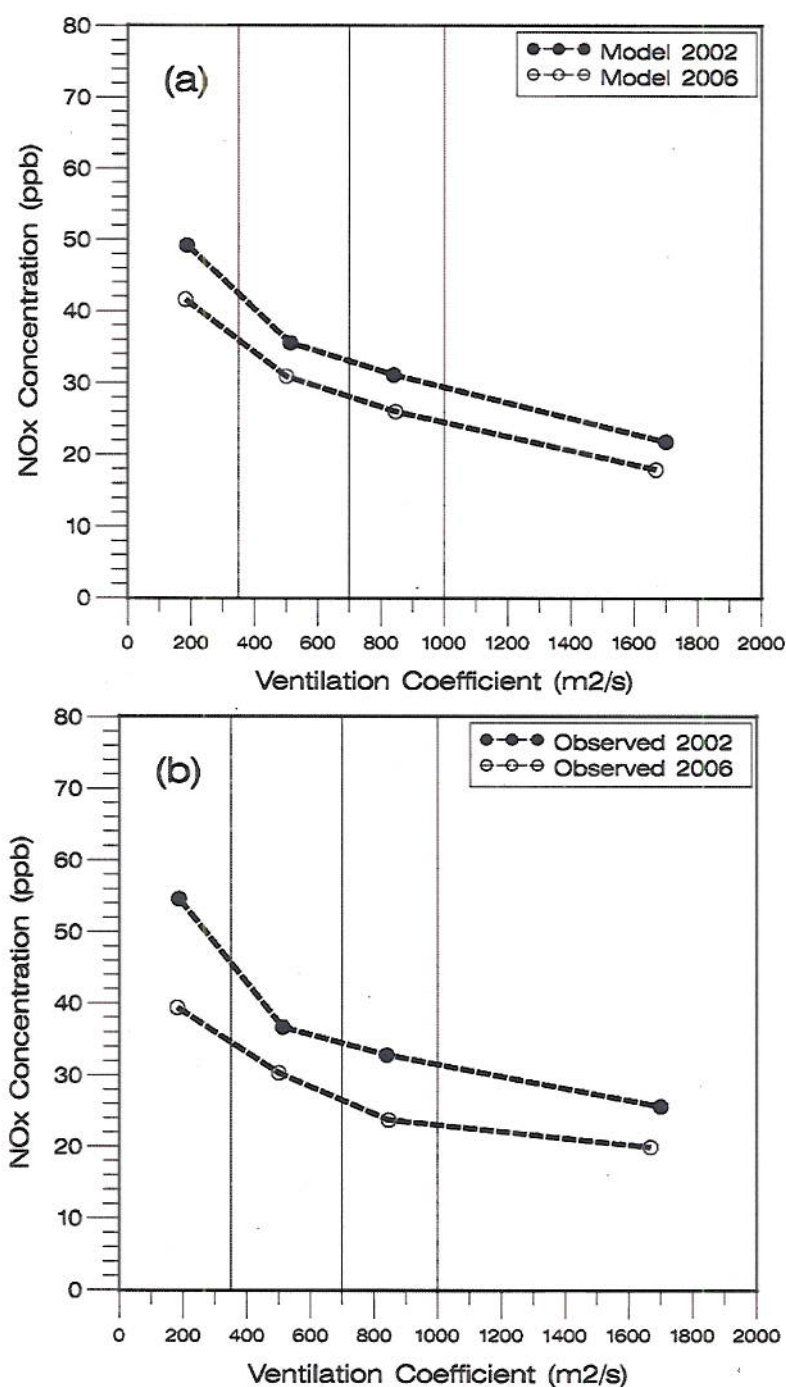 80
(a)
Model 2002
Model 2006
70
60
50
40
30
20
10
0
NOx Concentration (ppb)
0 200 400 600 800 1000 1200 1400 1600 1800 2000
Ventilation Coefficient (m2/s)
80
(b)
Observed 2002
Observed 2006
70
60
50
40
30
20
10
0
NOx Concentration (ppb)
0 200 400 600 800 1000 1200 1400 1600 1800 2000
Ventilation Coefficient (m2/s)